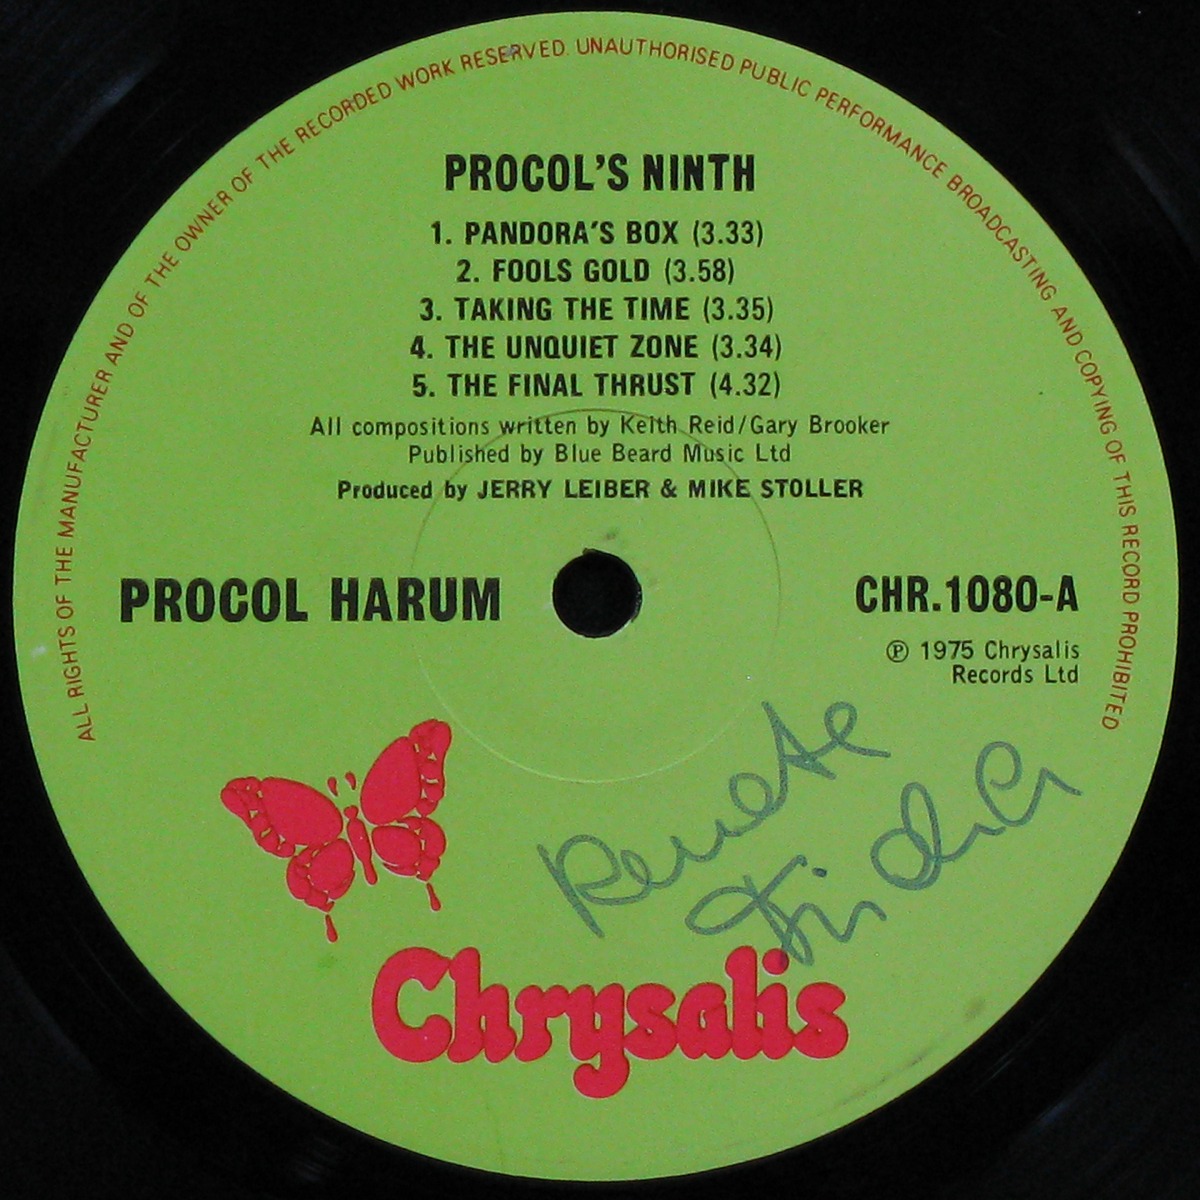 ALL RIGHTS OF THE MANUFACTURER AND OF THE OWNER OF THE RECORDED WORK RESERVED. UNAUTHORISED PUBLIC PERFORMANCE BROADCASTING AND COPYING OF THIS RECORD PROHIBITED
PROCOL'S NINTH
1. PANDORA'S BOX (3.33)
2. FOOLS GOLD (3.58)
3. TAKING THE TIME (3.35)
4. THE UNQUIET ZONE (3.34)
5. THE FINAL THRUST (4.32)
All compositions written by Keith Reid/Gary Brooker
Published by Blue Beard Music Ltd
Produced by JERRY LEIBER & MIKE STOLLER
PROCOL HARUM
CHR.1080-A
℗ 1975 Chrysalis
Records Ltd
Renate
Chrysalis